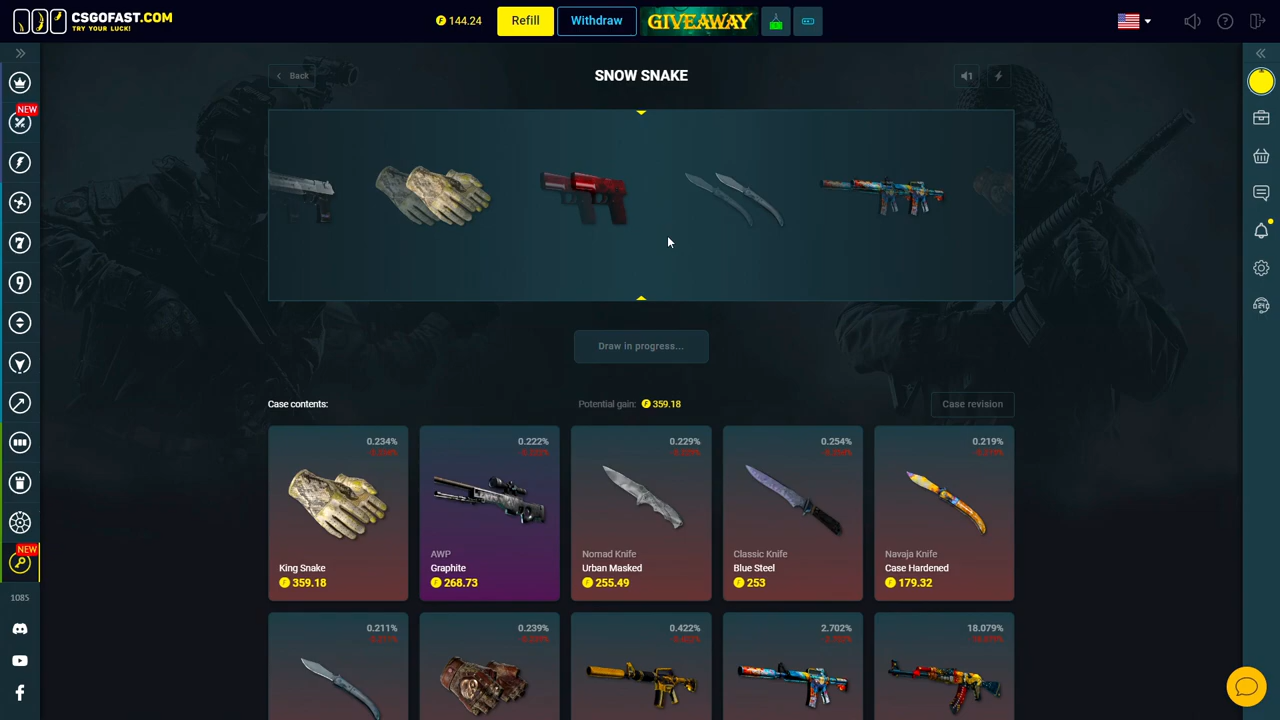 CSGOFAST.COM
TRY YOUR LUCK!
144.24
Refill
Withdraw
GIVEAWAY
Back
SNOW SNAKE
1
NEW
7
9
Draw in progress...
Case contents:
Potential gain: 359.18
Case revision
0.234%
King Snake
359.18
0.222%
AWP
Graphite
268.73
0.229%
Nomad Knife
Urban Masked
255.49
0.254%
Classic Knife
Blue Steel
253
0.219%
Navaja Knife
Case Hardened
179.32
NEW
1085
0.211%
0.239%
0.422%
2.702%
18.079%